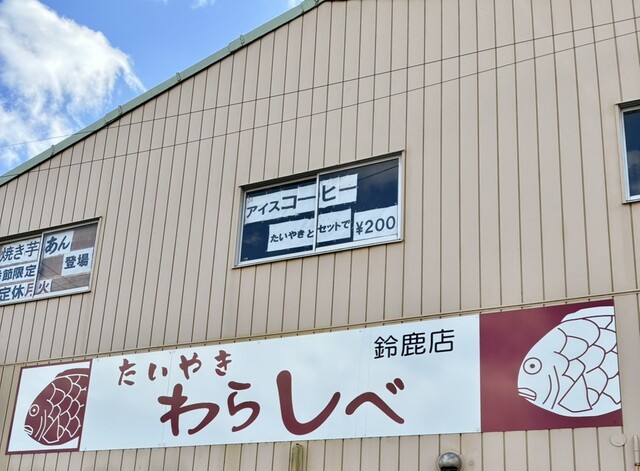 アイスコーヒー
たいやきとセットで ¥200
焼き芋あん
季節限定 登場
定休月火
たいやき
わらしべ
鈴鹿店